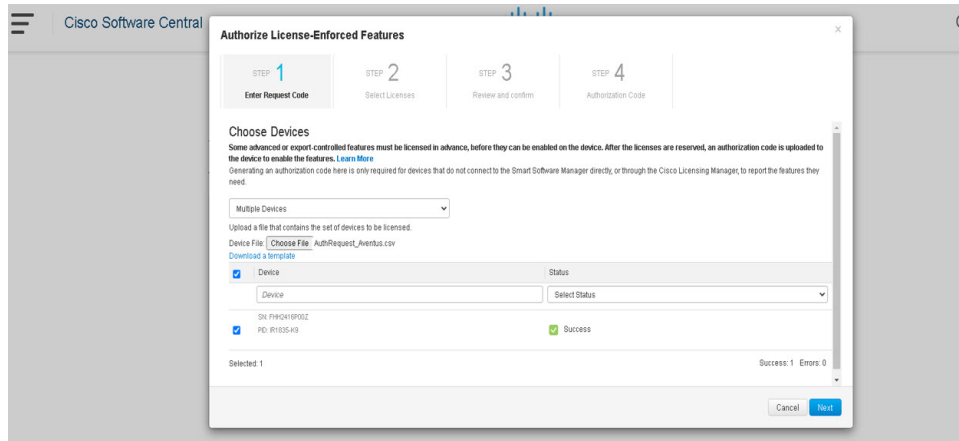 Cisco Software Central
Authorize License-Enforced Features
x
STEP 1
Enter Request Code
STEP 2
Select Licenses
STEP 3
Review and confirm
STEP 4
Authorization Code
Choose Devices
Some advanced or export-controlled features must be licensed in advance, before they can be enabled on the device. After the licenses are reserved, an authorization code is uploaded to
the device to enable the features. Learn More
Generating an authorization code here is only required for devices that do not connect to the Smart Software Manager directly, or through the Cisco Licensing Manager, to report the features they
need.
Multiple Devices
Upload a file that contains the set of devices to be licensed.
Device File: Choose File AuthRequest_Aventus.csv
Download a template
Device Status
Device Select Status
SN: FHH2416P00Z
PID: IR1835-K9
Success
Selected: 1 Success: 1 Errors: 0
Cancel Next